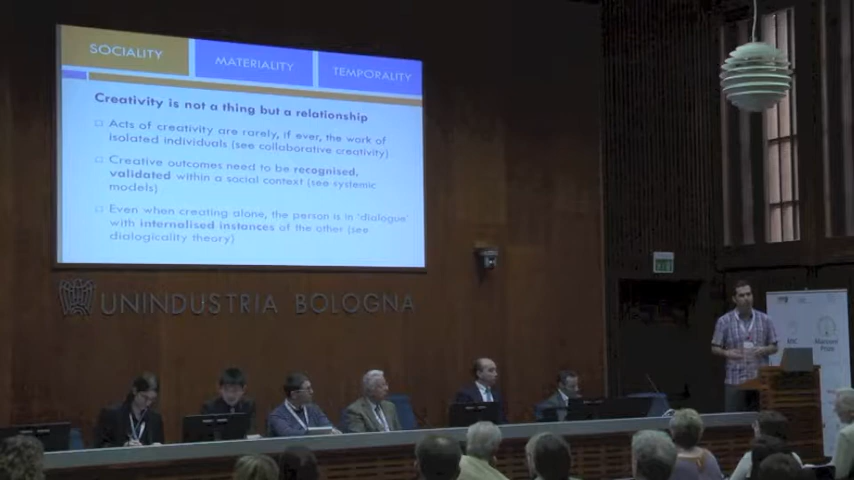 SOCIALITY
MATERIALITY
TEMPORALITY
Creativity is not a thing but a relationship
Acts of creativity are rarely, if ever, the work of
isolated individuals (see collaborative creativity)
Creative outcomes need to be recognised,
validated within a social context (see systemic
models)
Even when creating alone, the person is in 'dialogue'
with internalised instances of the other (see
dialogicality theory)
UNINDUSTRIA BOLOGNA
Marconi
Prize